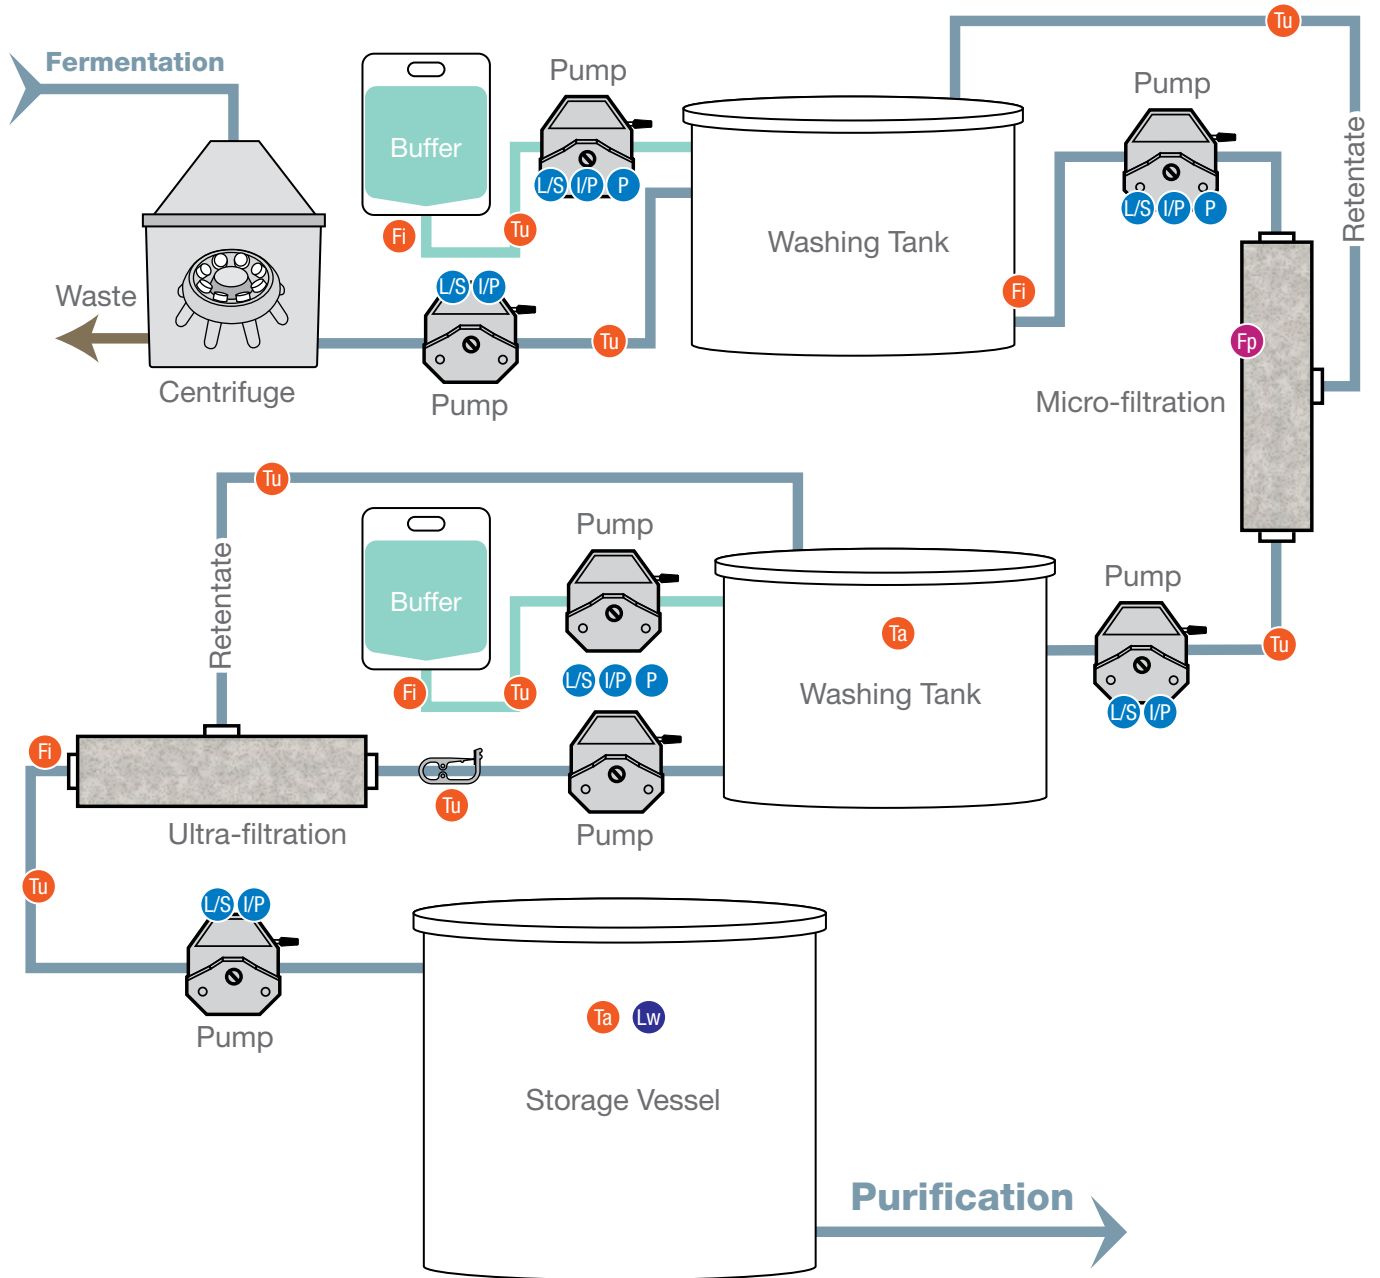 Fermentation
Buffer
Fi
Tu
Pump
L/S I/P P
Washing Tank
Tu
Pump
L/S I/P P
Retentate
Waste
Centrifuge
L/S I/P
Pump
Tu
Fi
Fp
Micro-filtration
Tu
Retentate
Buffer
Fi
Tu
Pump
L/S I/P P
Ta
Washing Tank
Pump
L/S I/P
Tu
Fi
Ultra-filtration
Tu
Pump
Tu
L/S I/P
Pump
Ta Lw
Storage Vessel
Purification